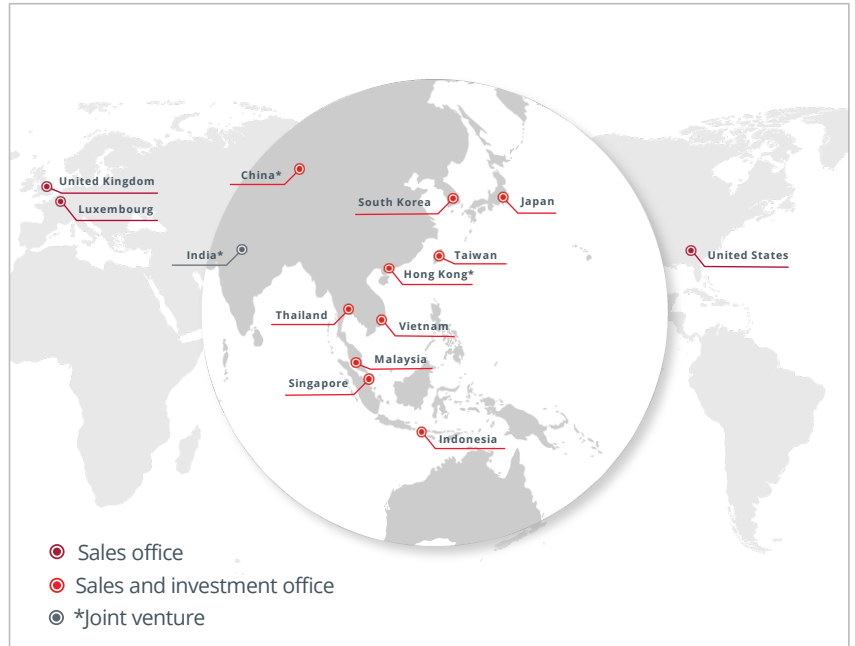 United Kingdom
Luxembourg
China*
South Korea
Japan
India*
Taiwan
Hong Kong*
United States
Thailand
Vietnam
Malaysia
Singapore
Indonesia
Sales office
Sales and investment office
*Joint venture